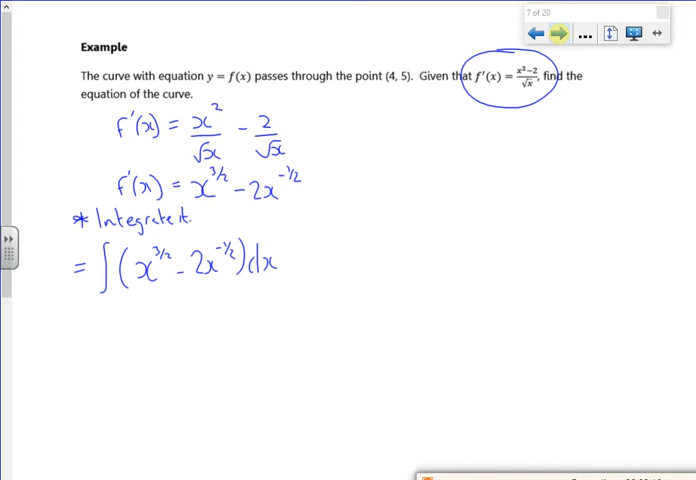 7 of 20
Example
The curve with equation y = f(x) passes through the point (4, 5). Given that f′(x) = (x²−2)/√x, find the
equation of the curve.
f′(x) = x²/√x − 2/√x
f′(x) = x^(3/2) − 2x^(−1/2)
* Integrate it.
= ∫(x^(3/2) − 2x^(−1/2))dx